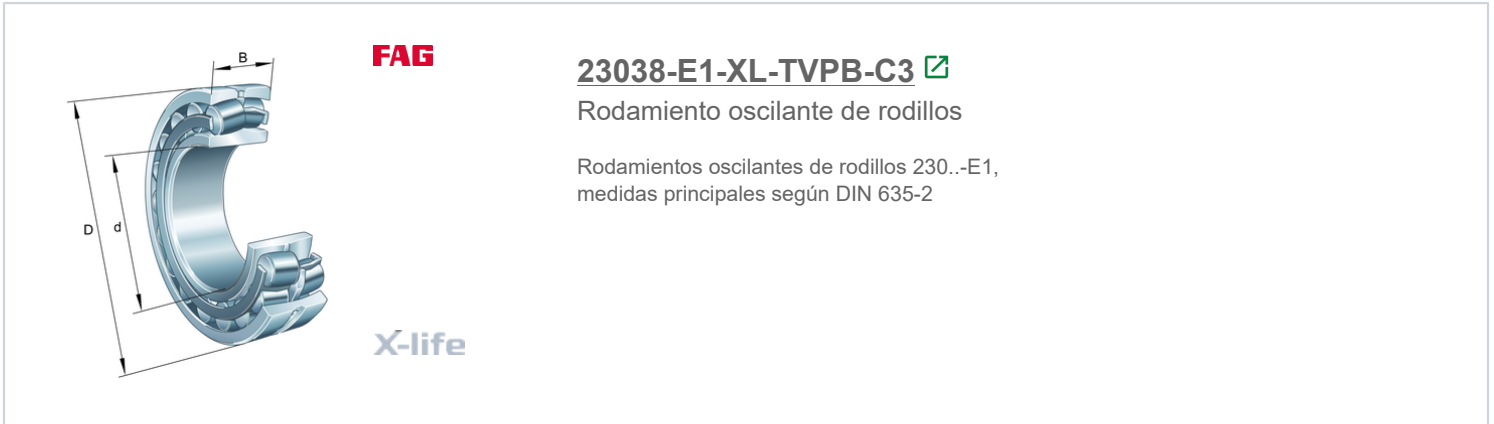 B
FAG
23038-E1-XL-TVPB-C3
Rodamiento oscilante de rodillos
Rodamientos oscilantes de rodillos 230..-E1,
medidas principales según DIN 635-2
D
d
X-life